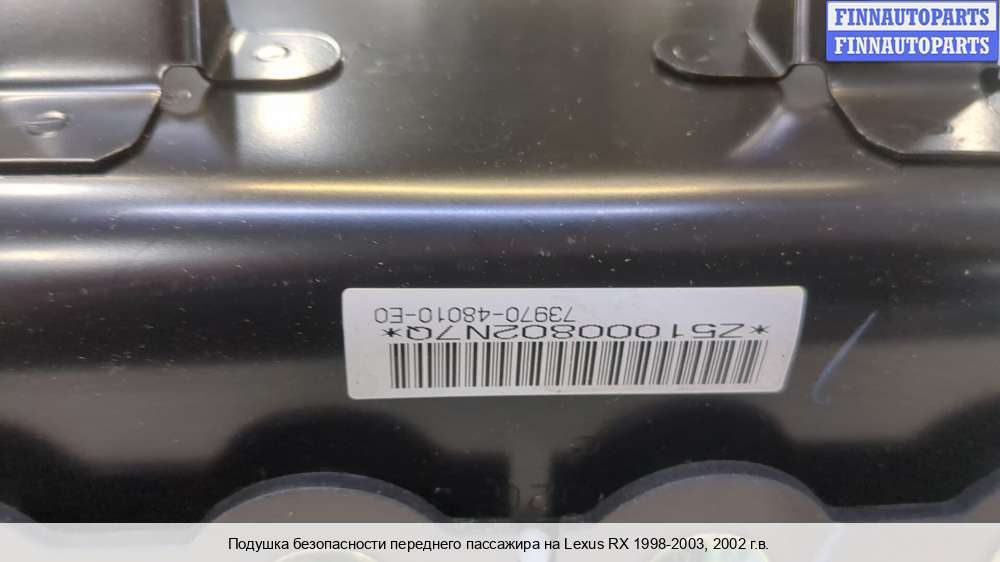 FINNAUTOPARTS
FINNAUTOPARTS
*Z51000802N7Q*
73970-48010-E0
Подушка безопасности переднего пассажира на Lexus RX 1998-2003, 2002 г.в.